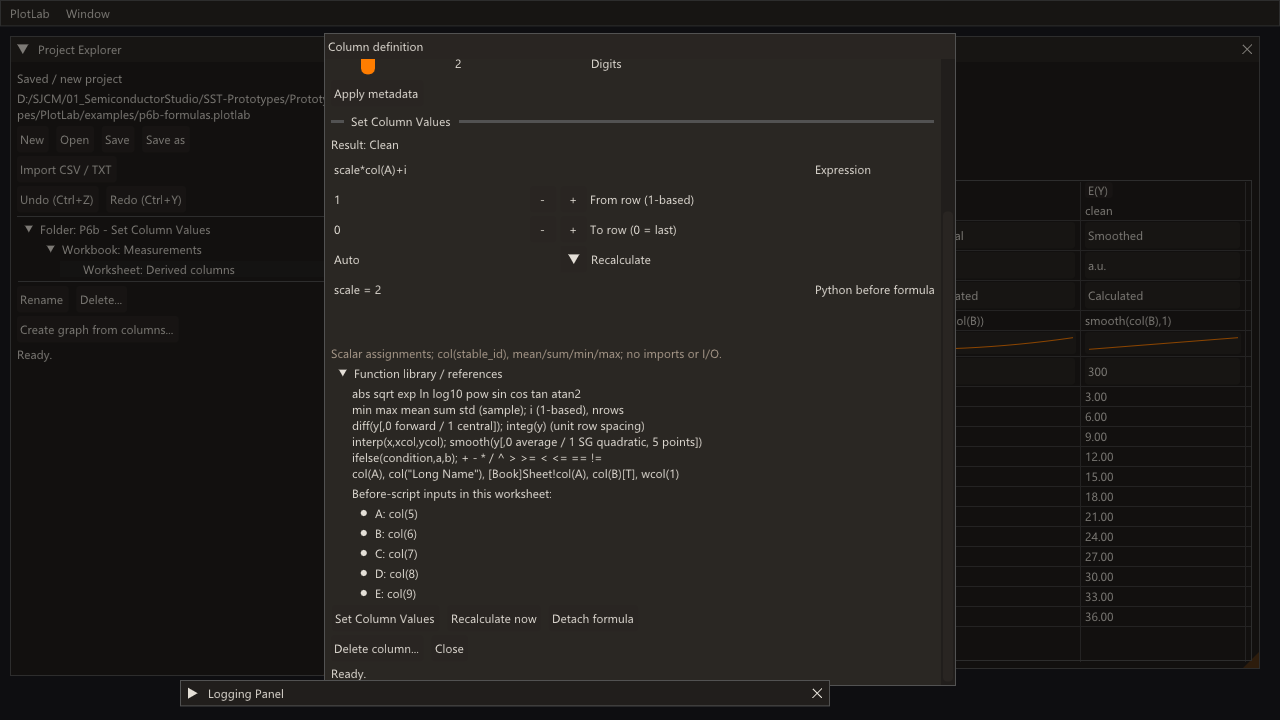 PlotLab Window
Project Explorer
Saved / new project
D:/SJCM/01_SemiconductorStudio/SST-Prototypes/Prototy
pes/PlotLab/examples/p6b-formulas.plotlab
New Open Save Save as
Import CSV / TXT
Undo (Ctrl+Z) Redo (Ctrl+Y)
Folder: P6b - Set Column Values
Workbook: Measurements
Worksheet: Derived columns
Rename Delete...
Create graph from columns...
Ready.
Column definition
2 Digits
Apply metadata
Set Column Values
Result: Clean
scale*col(A)+i Expression
1 - + From row (1-based)
0 - + To row (0 = last)
Auto Recalculate
scale = 2 Python before formula
Scalar assignments; col(stable_id), mean/sum/min/max; no imports or I/O.
Function library / references
abs sqrt exp ln log10 pow sin cos tan atan2
min max mean sum std (sample); i (1-based), nrows
diff(y[,0 forward / 1 central]); integ(y) (unit row spacing)
interp(x,xcol,ycol); smooth(y[,0 average / 1 SG quadratic, 5 points])
ifelse(condition,a,b); + - * / ^ > >= < <= == !=
col(A), col("Long Name"), [Book]Sheet!col(A), col(B)[T], wcol(1)
Before-script inputs in this worksheet:
A: col(5)
B: col(6)
C: col(7)
D: col(8)
E: col(9)
Set Column Values Recalculate now Detach formula
Delete column... Close
Ready.
E(Y)
clean
al Smoothed
a.u.
ated Calculated
ol(B)) smooth(col(B),1)
300
3.00
6.00
9.00
12.00
15.00
18.00
21.00
24.00
27.00
30.00
33.00
36.00
Logging Panel